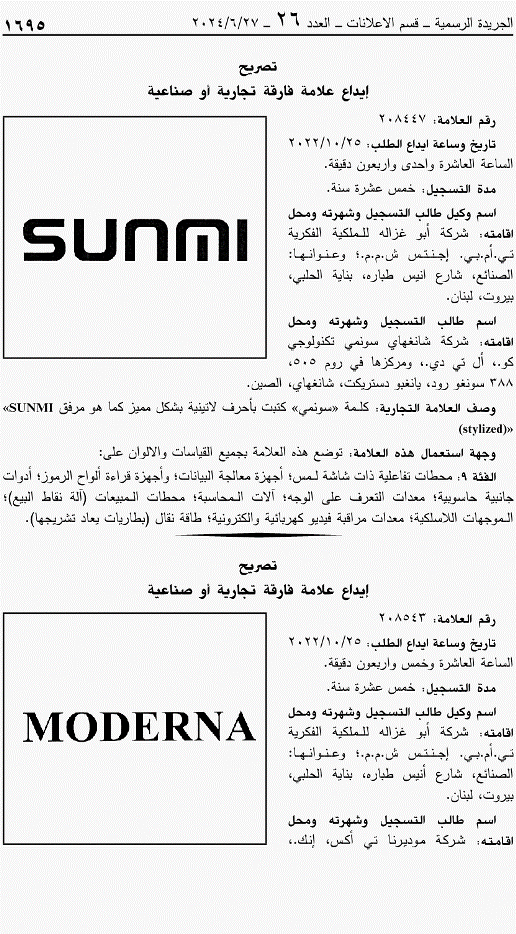 الجريدة الرسمية ـ قسم الاعلانات ـ العدد ٢٦ ـ ٢٠٢٤/٦/٢٧
١٦٩٥
تصريح
إيداع علامة فارقة تجارية أو صناعية
رقم العلامة: ٢٠٨٤٤٧
تاريخ وساعة ايداع الطلب: ٢٠٢٢/١٠/٢٥
الساعة العاشرة واحدى واربعون دقيقة.
مدة التسجيل: خمس عشرة سنة.
اسم وكيل طالب التسجيل وشهرته ومحل
اقامته: شركة أبو غزاله للملكية الفكرية
تي.أم.بي. إجنتس ش.م.م.؛ وعنوانها:
الصنائع، شارع انيس طباره، بناية الحلبي،
بيروت، لبنان.
اسم طالب التسجيل وشهرته ومحل
اقامته: شركة شانغهاي سونمي تكنولوجي
كو.، أل تي دي.، ومركزها في روم ٥٠٥،
٣٨٨ سونغو رود، يانغبو دستريكت، شانغهاي، الصين.
SUNMI
وصف العلامة التجارية: كلمة «سونمي» كتبت بأحرف لاتينية بشكل مميز كما هو مرفق SUNMI»
«(stylized)
وجهة استعمال هذه العلامة: توضع هذه العلامة بجميع القياسات والالوان على:
الفئة ٩: محطات تفاعلية ذات شاشة لمس؛ أجهزة معالجة البيانات؛ وأجهزة قراءة ألواح الرموز؛ أدوات
جانبية حاسوبية؛ معدات التعرف على الوجه؛ آلات المحاسبة؛ محطات المبيعات (آلة نقاط البيع)؛
الموجهات اللاسلكية؛ معدات مراقبة فيديو كهربائية والكترونية؛ طاقة نقال (بطاريات يعاد تشريجها).
تصريح
إيداع علامة فارقة تجارية أو صناعية
رقم العلامة: ٢٠٨٥٤٣
تاريخ وساعة ايداع الطلب: ٢٠٢٢/١٠/٢٥
الساعة العاشرة وخمس واربعون دقيقة.
مدة التسجيل: خمس عشرة سنة.
اسم وكيل طالب التسجيل وشهرته ومحل
اقامته: شركة أبو غزاله للملكية الفكرية
تي.أم.بي. إجنتس ش.م.م.؛ وعنوانها:
الصنائع، شارع أنيس طباره، بناية الحلبي،
بيروت، لبنان.
اسم طالب التسجيل وشهرته ومحل
اقامته: شركة موديرنا تي أكس، إنك.،
MODERNA